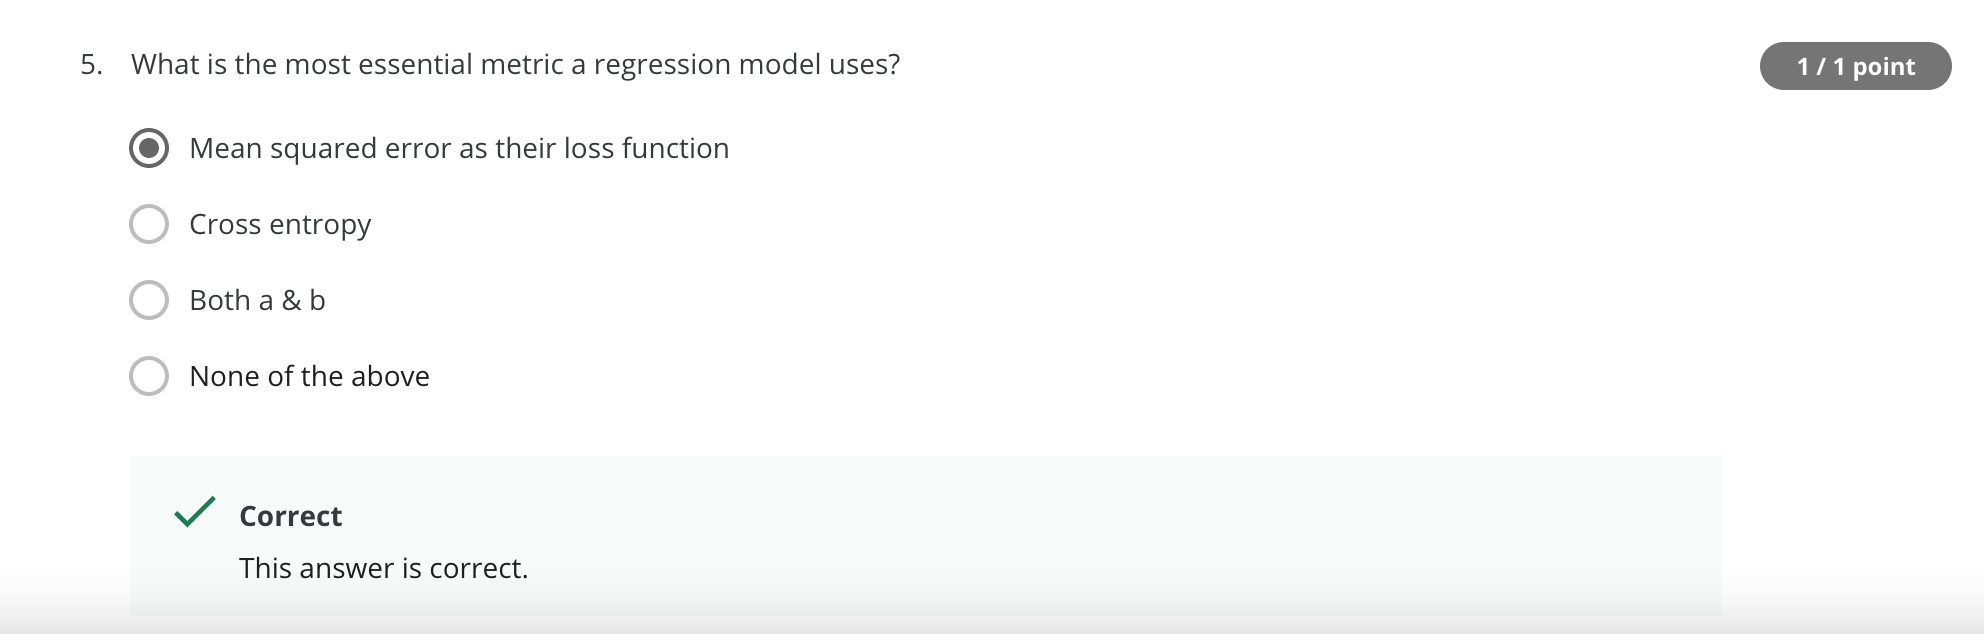 5. What is the most essential metric a regression model uses?
1 / 1 point
Mean squared error as their loss function
Cross entropy
Both a & b
None of the above
Correct
This answer is correct.